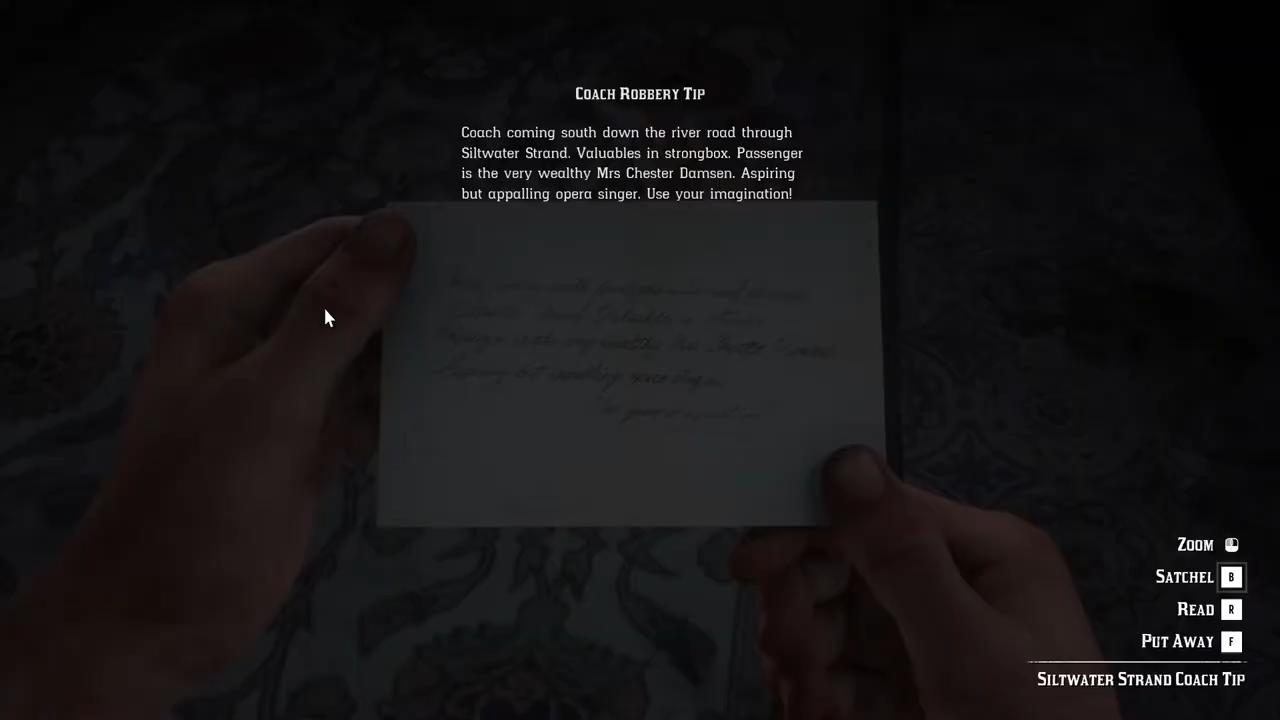 Coach Robbery Tip
Coach coming south down the river road through
Siltwater Strand. Valuables in strongbox. Passenger
is the very wealthy Mrs Chester Damsen. Aspiring
but appalling opera singer. Use your imagination!
Zoom
Satchel B
Read R
Put Away F
Siltwater Strand Coach Tip